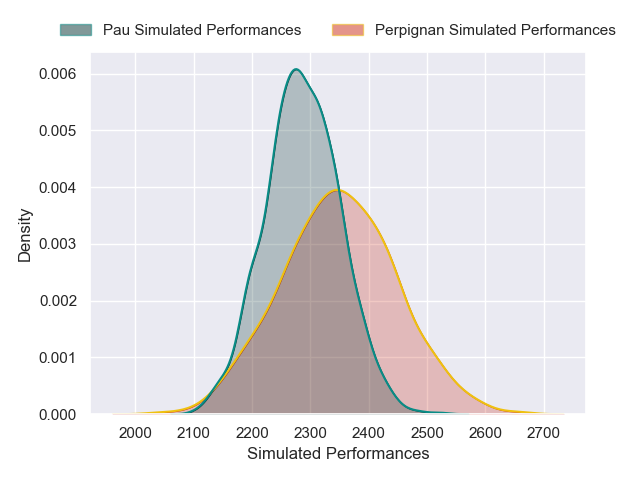 Pau Simulated Performances
Perpignan Simulated Performances
0.006
0.005
0.004
0.003
0.002
0.001
0.000
Density
2000 2100 2200 2300 2400 2500 2600 2700
Simulated Performances